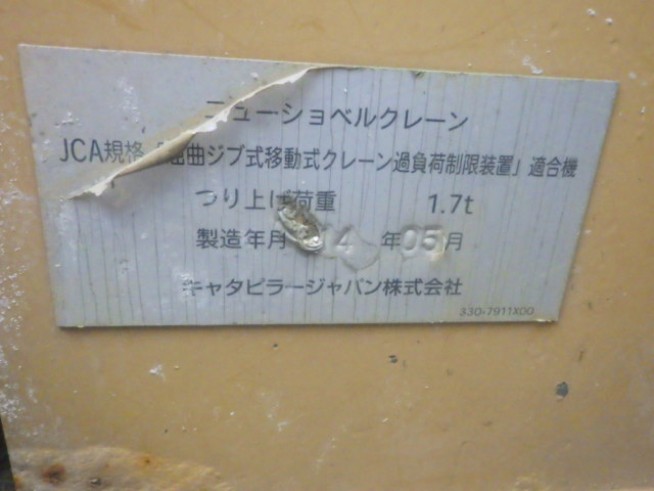 ニューショベルクレーン
JCA規格「屈曲ジブ式移動式クレーン過負荷制限装置」適合機
つり上げ荷重 1.7t
製造年月 14 年 05 月
キャタピラージャパン株式会社
330-7911X00